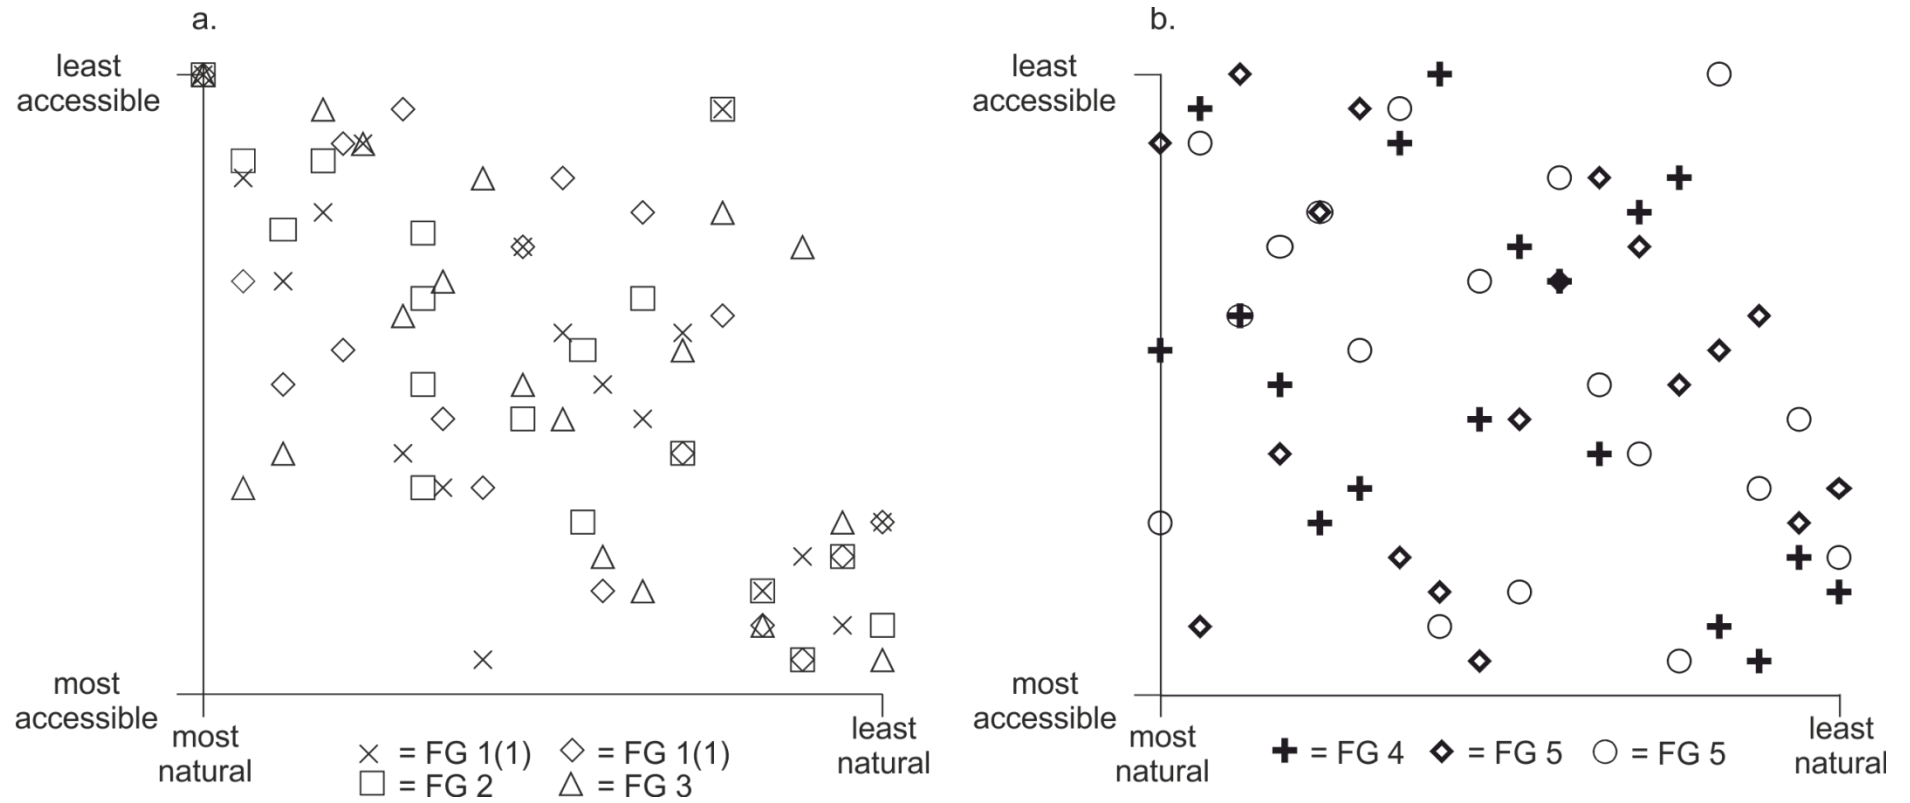 a.
least
accessible
most
accessible
most
natural
least
natural
= FG 1(1) = FG 1(1)
= FG 2 = FG 3
b.
least
accessible
most
accessible
most
natural
least
natural
= FG 4 = FG 5 = FG 5